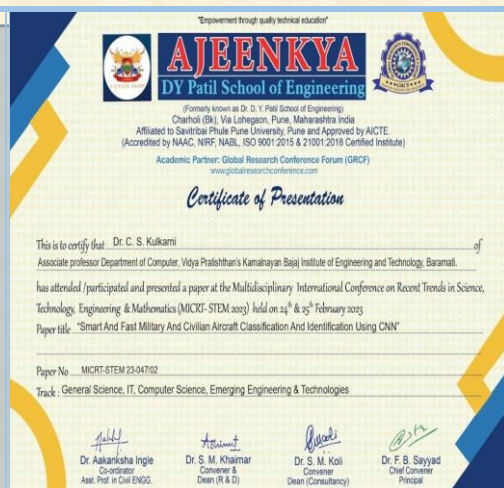 "Empowerment through quality technical education"
AJEENKYA
DY Patil School of Engineering
(Formerly known as Dr. D. Y. Patil School of Engineering)
Charholi (Bk), Via Lohegaon, Pune, Maharashtra India
Affiliated to Savitribai Phule Pune University, Pune and Approved by AICTE.
(Accredited by NAAC, NIRF, NABL, ISO 9001:2015 & 21001:2018 Certified Institute)
Academic Partner: Global Research Conference Forum (GRCF)
www.globalresearchconference.com
Certificate of Presentation
This is to certify that Dr. C. S. Kulkarni of
Associate professor Department of Computer, Vidya Pratishthan's Kamalnayan Bajaj Institute of Engineering and Technology, Baramati.
has attended /participated and presented a paper at the Multidisciplinary International Conference on Recent Trends in Science,
Technology, Engineering & Mathematics (MICRT- STEM 2023) held on 24th & 25th February 2023
Paper title "Smart And Fast Military And Civilian Aircraft Classification And Identification Using CNN"
Paper No MICRT-STEM 23-047/02
Track : General Science, IT, Computer Science, Emerging Engineering & Technologies
Dr. Aakanksha Ingle
Co-ordinator
Asst. Prof. in Civil ENGG.
Dr. S. M. Khairnar
Convener &
Dean (R & D)
Dr. S. M. Koli
Convener
Dean (Consultancy)
Dr. F. B. Sayyad
Chief Convener
Principal